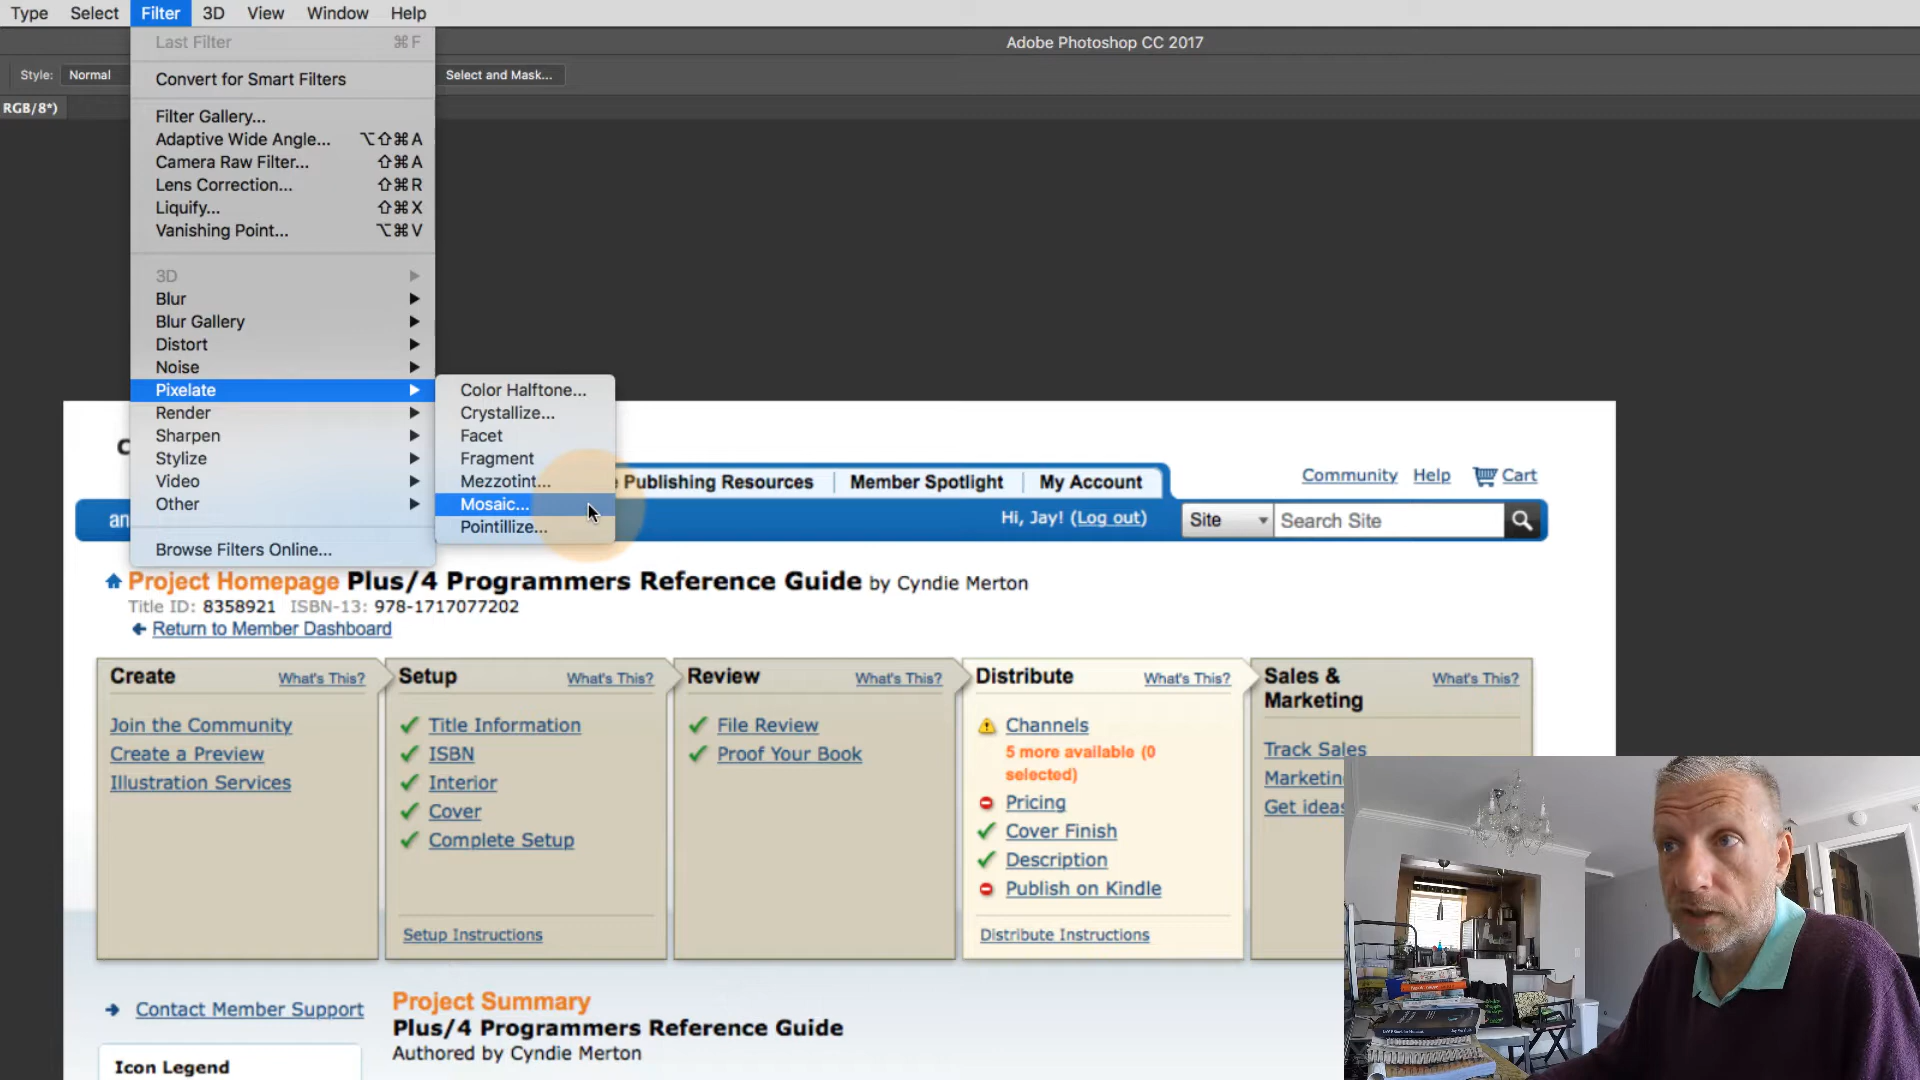 Type Select Filter 3D View Window Help
Adobe Photoshop CC 2017
Style: Normal
Select and Mask...
RGB/8*)
Last Filter ⌘F
Convert for Smart Filters
Filter Gallery...
Adaptive Wide Angle... ⌥⇧⌘A
Camera Raw Filter... ⇧⌘A
Lens Correction... ⇧⌘R
Liquify... ⇧⌘X
Vanishing Point... ⌥⌘V
3D
Blur
Blur Gallery
Distort
Noise
Pixelate
Render
Sharpen
Stylize
Video
Other
Browse Filters Online...
Color Halftone...
Crystallize...
Facet
Fragment
Mezzotint...
Mosaic...
Pointillize...
Publishing Resources Member Spotlight My Account
Community Help Cart
an
Hi, Jay! (Log out)
Site Search Site
Project Homepage Plus/4 Programmers Reference Guide by Cyndie Merton
Title ID: 8358921 ISBN-13: 978-1717077202
Return to Member Dashboard
Create What's This?
Join the Community
Create a Preview
Illustration Services
Setup What's This?
Title Information
ISBN
Interior
Cover
Complete Setup
Setup Instructions
Review What's This?
File Review
Proof Your Book
Distribute What's This?
Channels
5 more available (0
selected)
Pricing
Cover Finish
Description
Publish on Kindle
Distribute Instructions
Sales & What's This?
Marketing
Track Sales
Marketin
Get ideas
Contact Member Support
Icon Legend
Project Summary
Plus/4 Programmers Reference Guide
Authored by Cyndie Merton